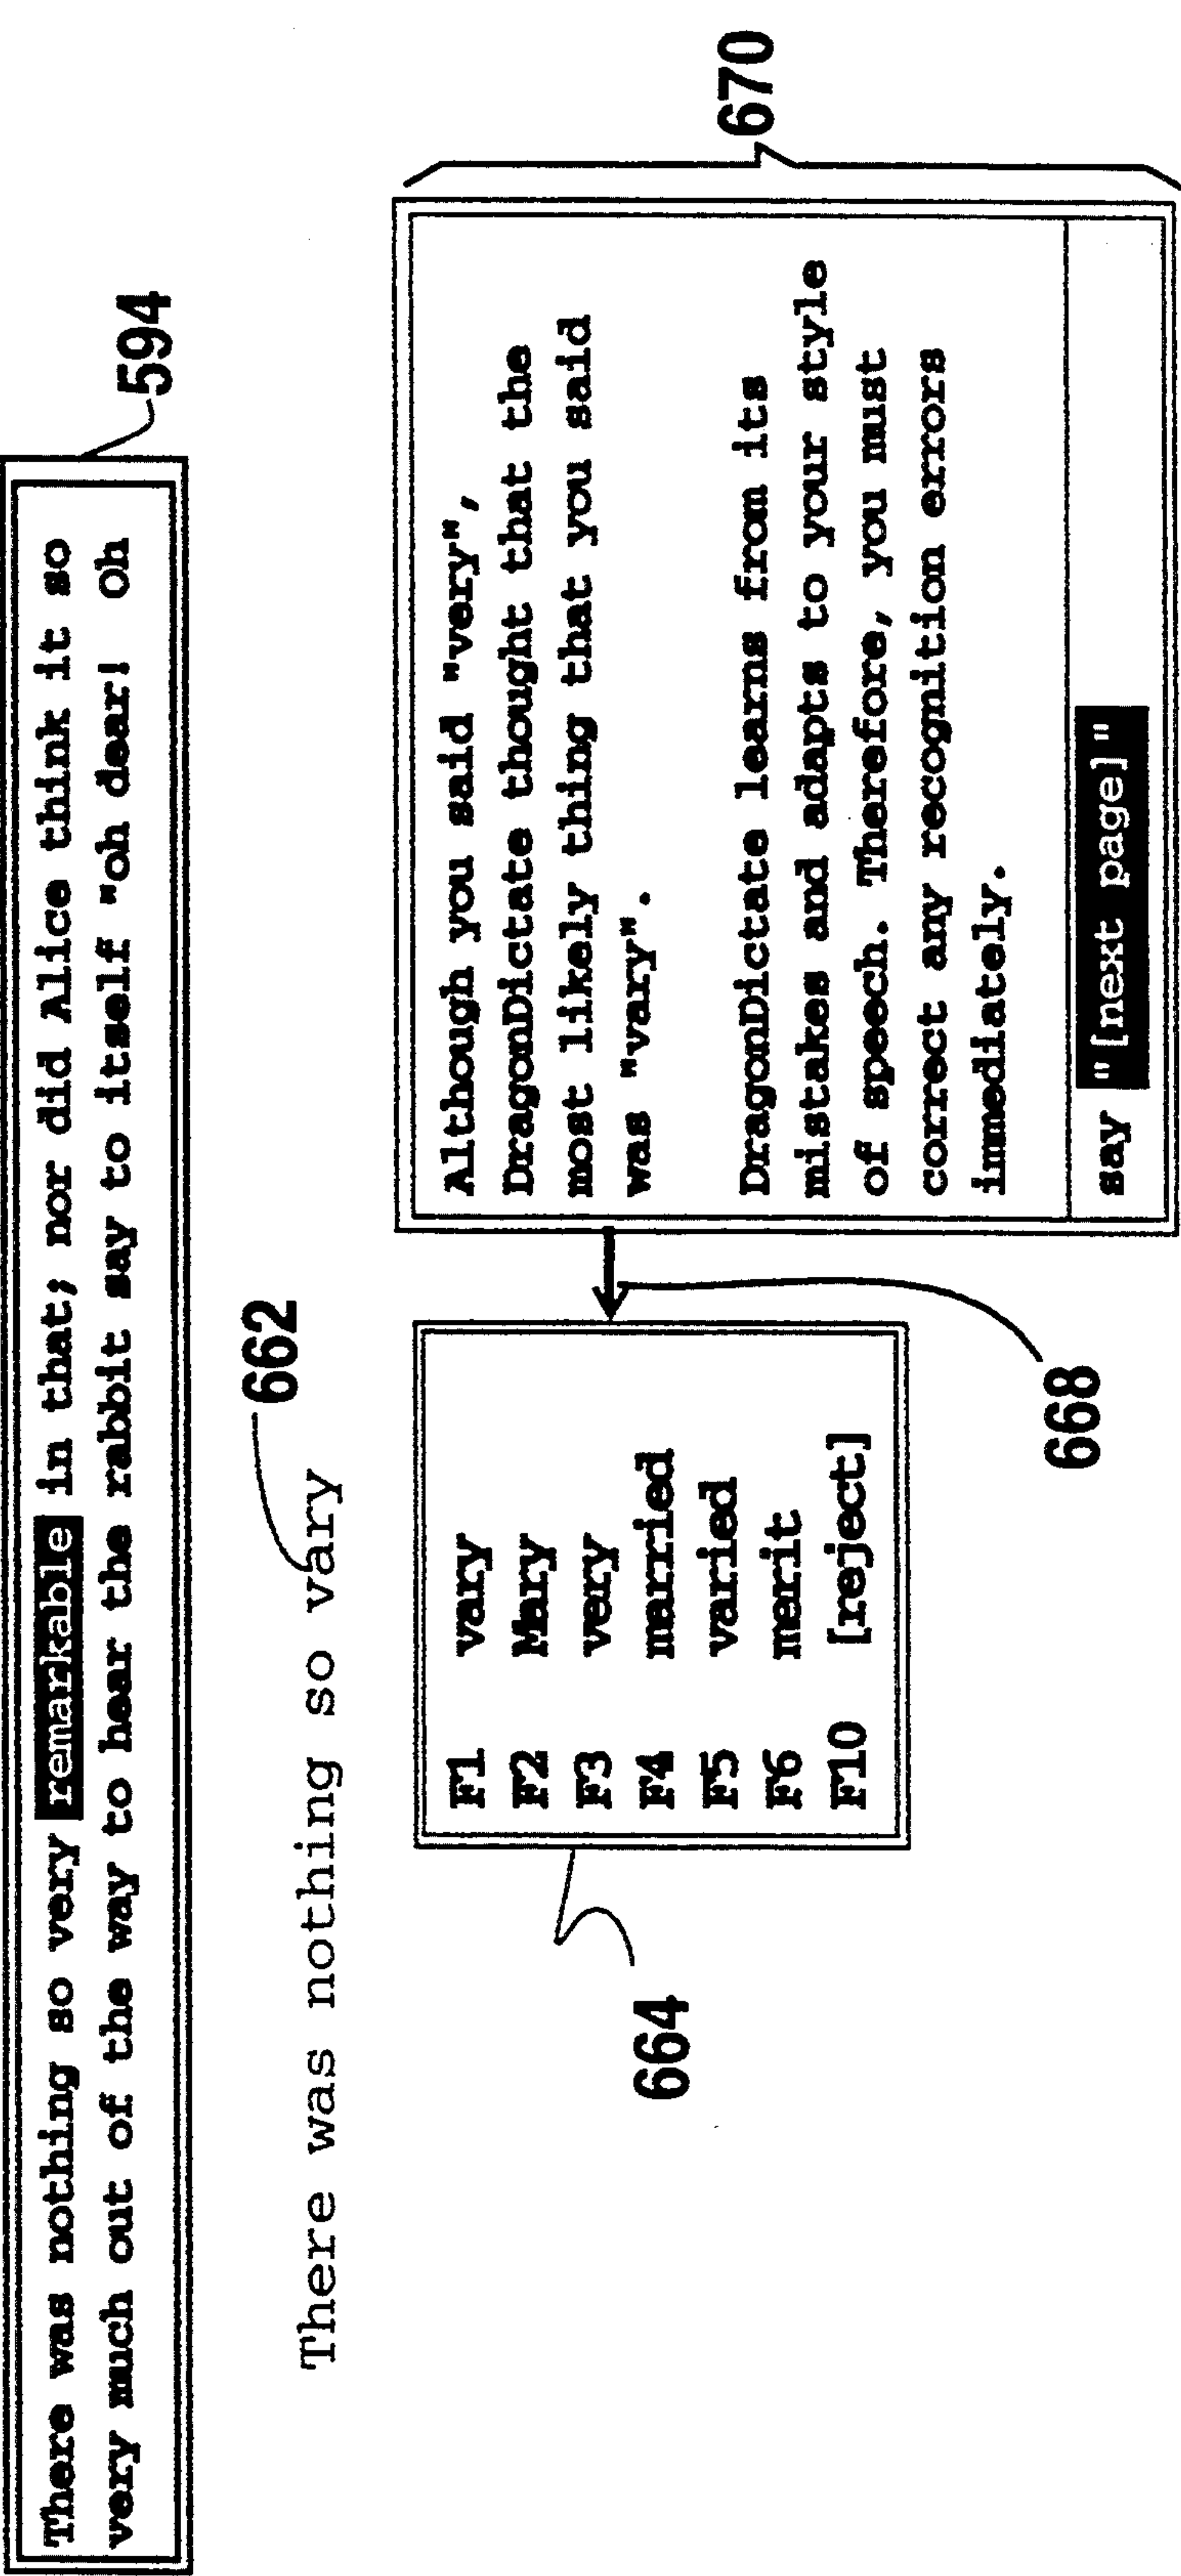 There was nothing so very remarkable in that; nor did Alice think it so
very much out of the way to hear the rabbit say to itself "oh dear! Oh
594
There was nothing so vary
662
F1 vary
F2 Mary
F3 very
F4 married
F5 varied
F6 merit
F10 [reject]
664
668
Although you said "very",
DragonDictate thought that the
most likely thing that you said
was "vary".
DragonDictate learns from its
mistakes and adapts to your style
of speech. Therefore, you must
correct any recognition errors
immediately.
say "[next page]"
670